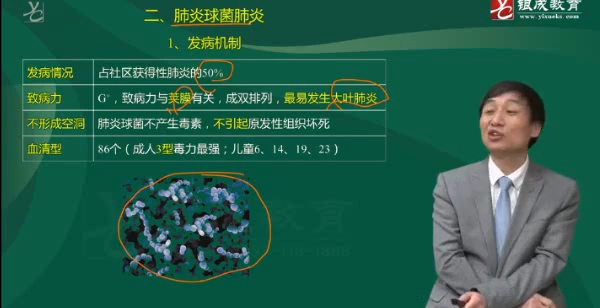 银成教育
www.yixueks.com
二、肺炎球菌肺炎
1、发病机制
发病情况 占社区获得性肺炎的50%
致病力 G+，致病力与荚膜有关，成双排列，最易发生大叶肺炎
不形成空洞 肺炎球菌不产生毒素，不引起原发性组织坏死
血清型 86个（成人3型毒力最强；儿童6、14、19、23）